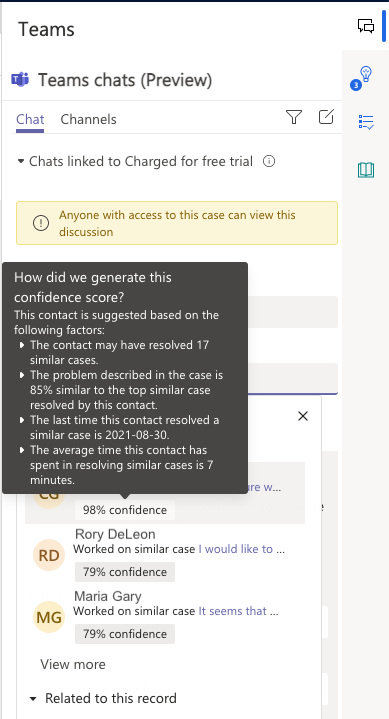 Teams
Teams chats (Preview)
3
Chat Channels
Chats linked to Charged for free trial
Anyone with access to this case can view this
discussion
How did we generate this
confidence score?
This contact is suggested based on the
following factors:
The contact may have resolved 17
similar cases.
The problem described in the case is
85% similar to the top similar case
resolved by this contact.
The last time this contact resolved a
similar case is 2021-08-30.
The average time this contact has
spent in resolving similar cases is 7
minutes.
CG
98% confidence
Rory DeLeon
RD
Worked on similar case I would like to ...
79% confidence
Maria Gary
MG
Worked on similar case It seems that ...
79% confidence
View more
Related to this record